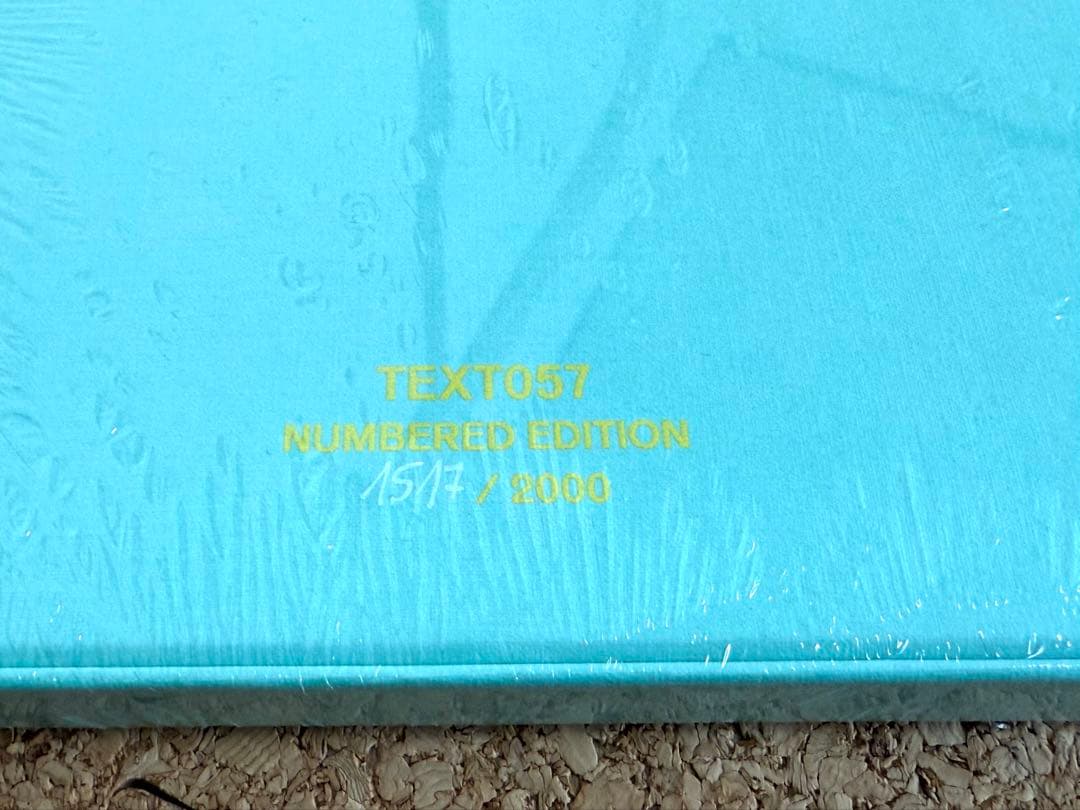 TEXT057
NUMBERED EDITION
1517 / 2000